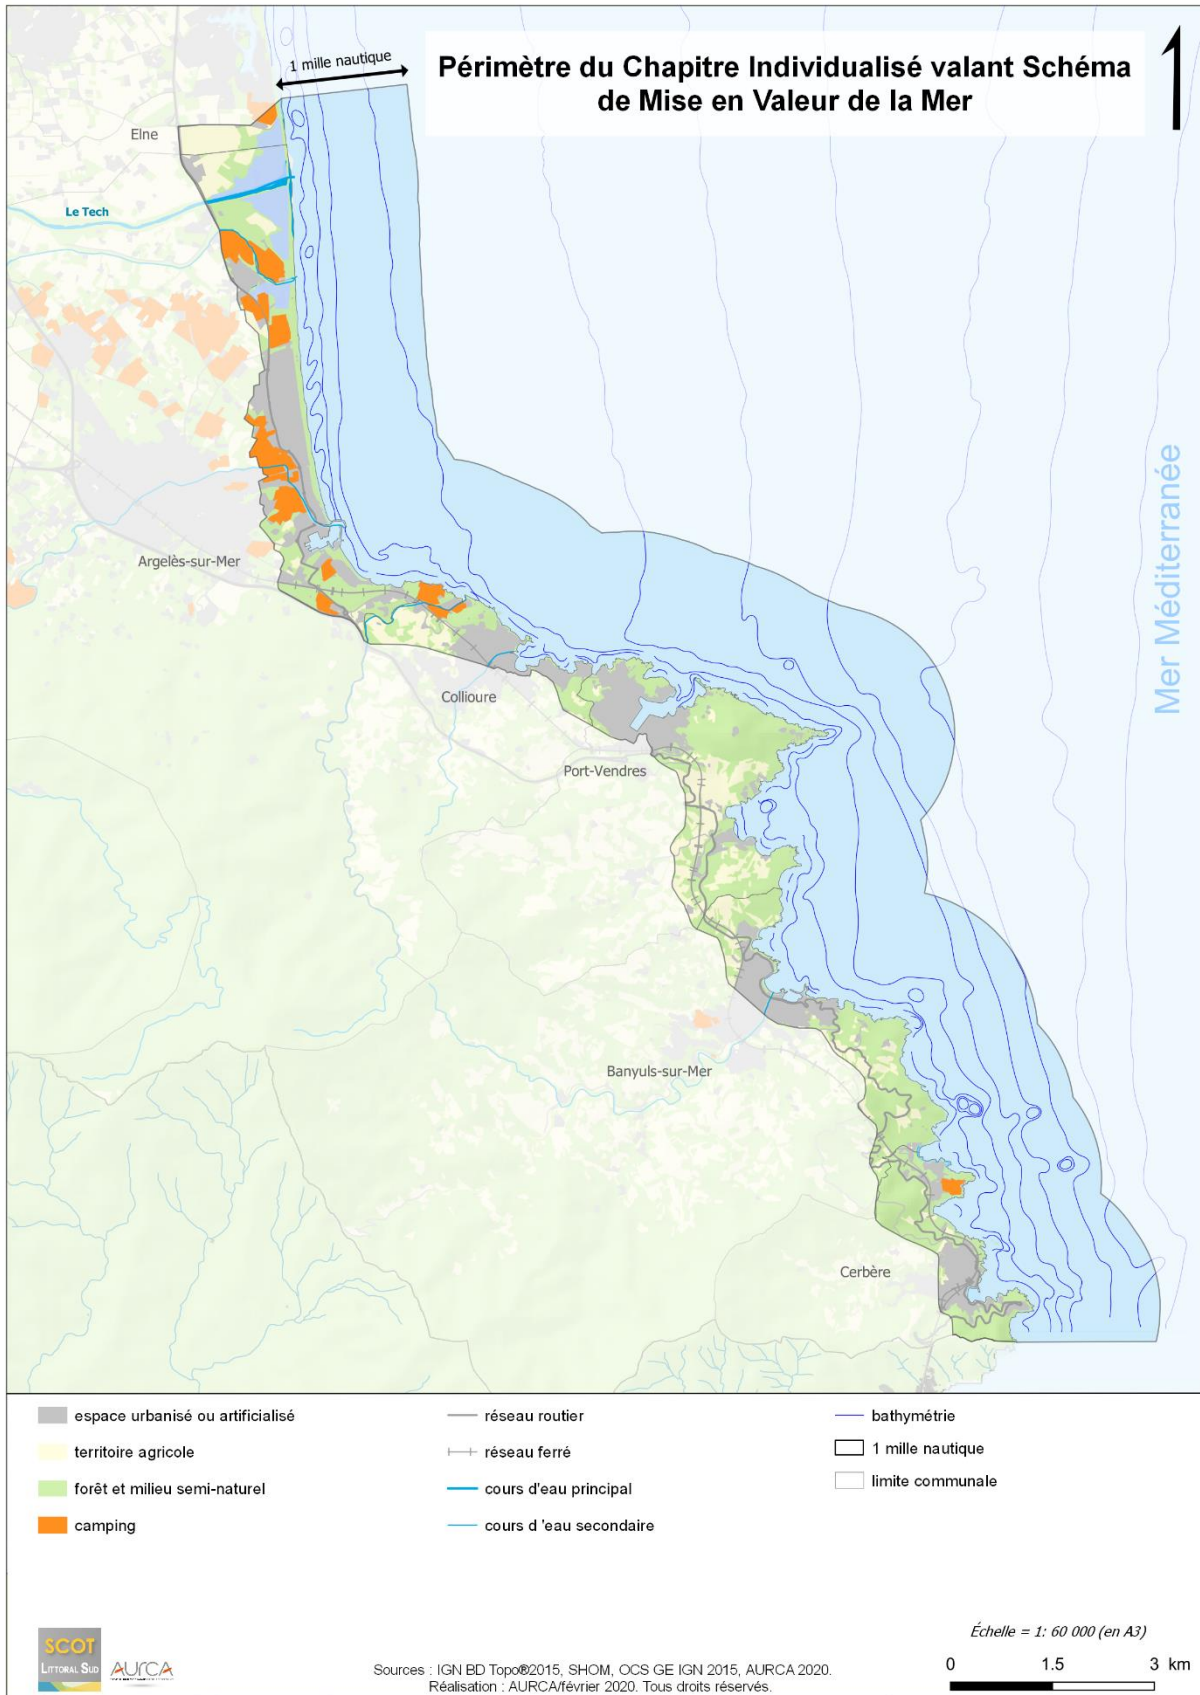 1 mille nautique
Périmètre du Chapitre Individualisé valant Schéma
de Mise en Valeur de la Mer
Elne
Le Tech
Mer Méditerranée
Argelès-sur-Mer
Collioure
Port-Vendres
Banyuls-sur-Mer
Cerbère
espace urbanisé ou artificialisé
territoire agricole
forêt et milieu semi-naturel
camping
réseau routier
réseau ferré
cours d'eau principal
cours d 'eau secondaire
bathymétrie
1 mille nautique
limite communale
SCOT
LITTORAL SUD
AURCA
Sources : IGN BD Topo®2015, SHOM, OCS GE IGN 2015, AURCA 2020.
Réalisation : AURCA/février 2020. Tous droits réservés.
Échelle = 1: 60 000 (en A3)
0 1.5 3 km